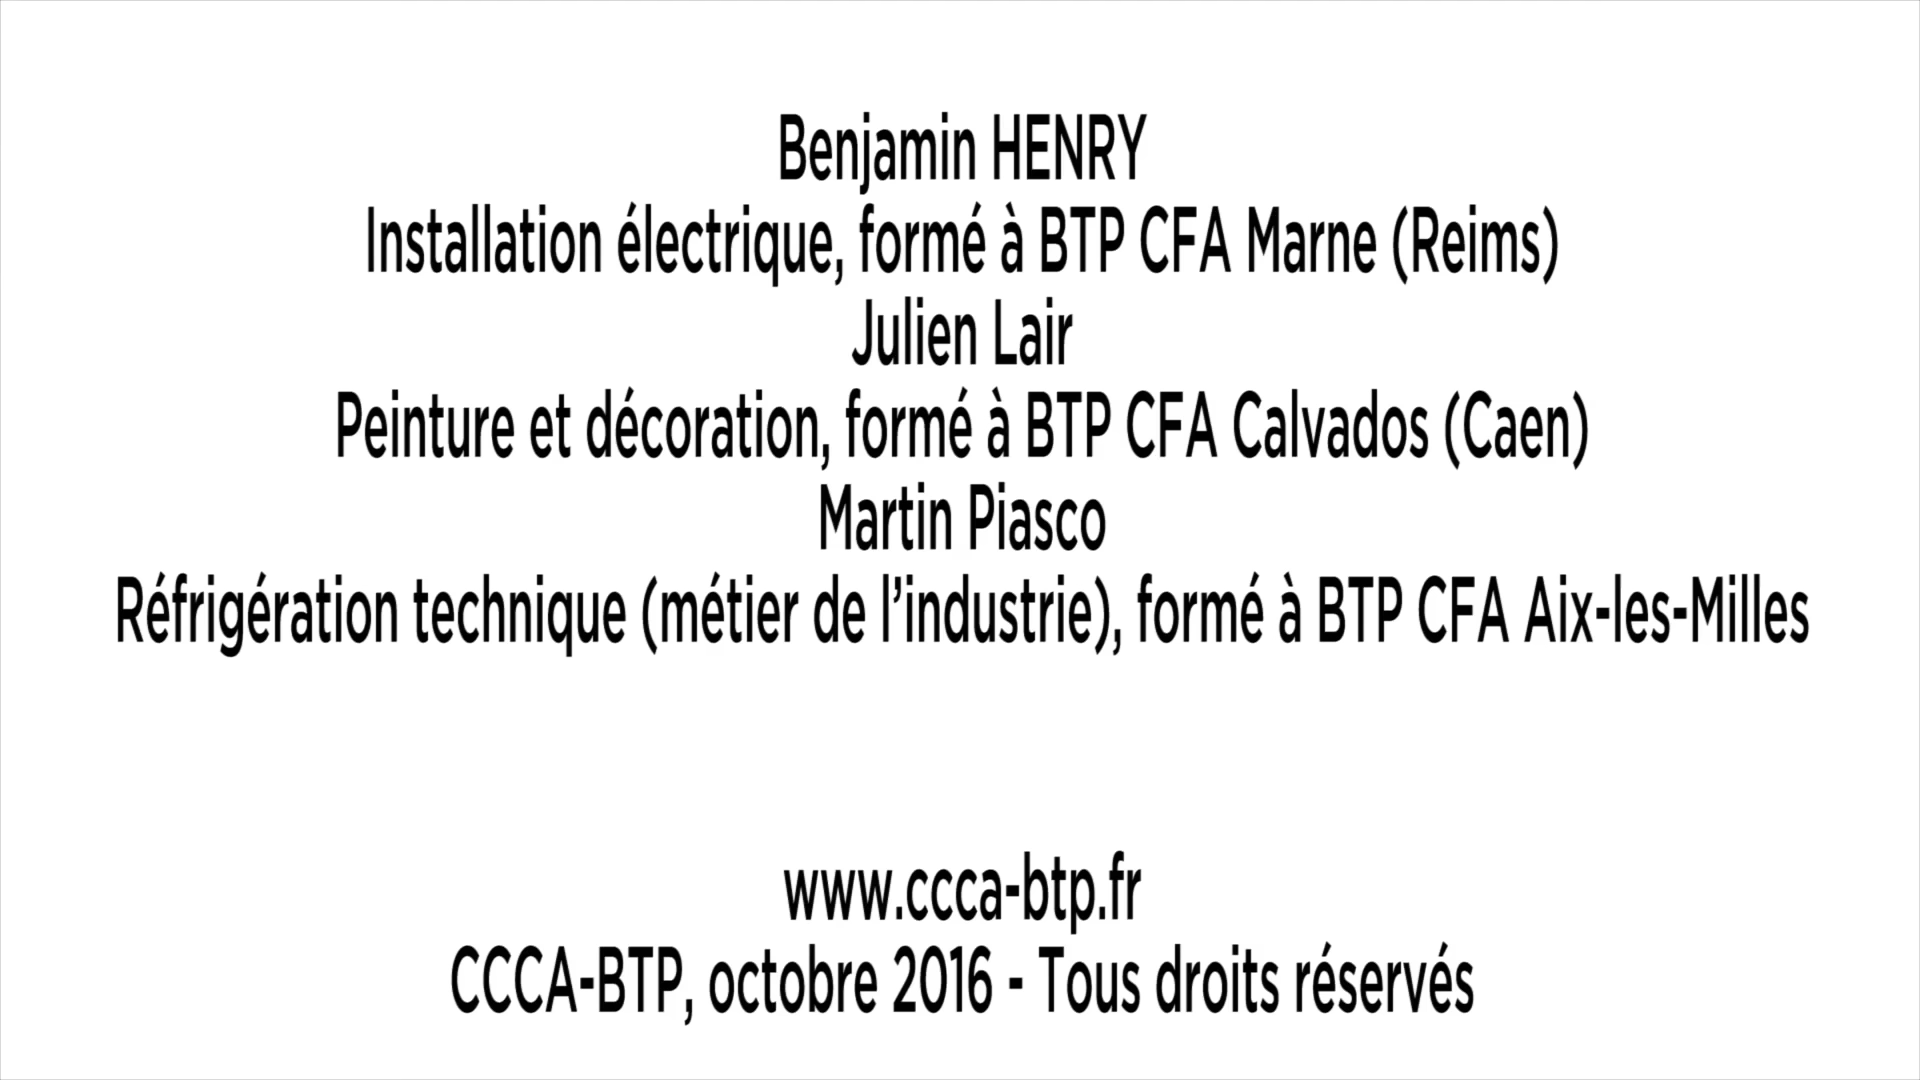 Benjamin HENRY
Installation électrique, formé à BTP CFA Marne (Reims)
Julien Lair
Peinture et décoration, formé à BTP CFA Calvados (Caen)
Martin Piasco
Réfrigération technique (métier de l’industrie), formé à BTP CFA Aix-les-Milles
www.ccca-btp.fr
CCCA-BTP, octobre 2016 - Tous droits réservés